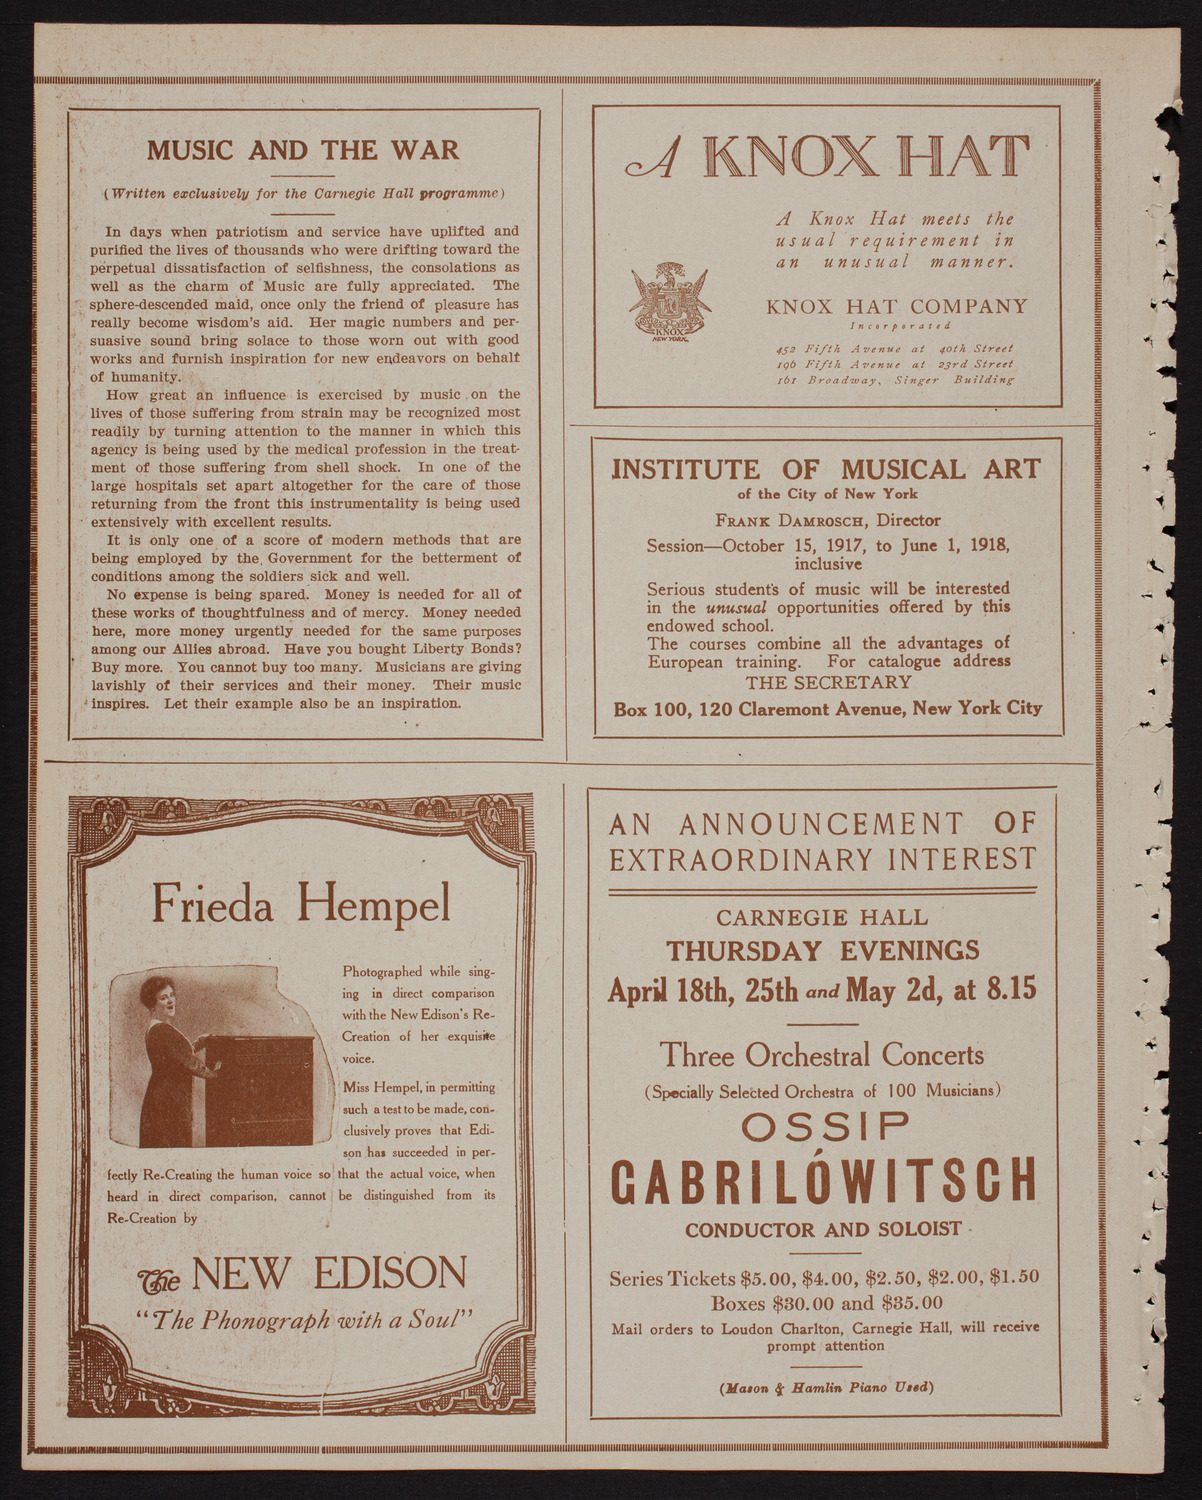 MUSIC AND THE WAR
(Written exclusively for the Carnegie Hall programme)
In days when patriotism and service have uplifted and
purified the lives of thousands who were drifting toward the
perpetual dissatisfaction of selfishness, the consolations as
well as the charm of Music are fully appreciated. The
sphere-descended maid, once only the friend of pleasure has
really become wisdom's aid. Her magic numbers and per-
suasive sound bring solace to those worn out with good
works and furnish inspiration for new endeavors on behalf
of humanity.
How great an influence is exercised by music on the
lives of those suffering from strain may be recognized most
readily by turning attention to the manner in which this
agency is being used by the medical profession in the treat-
ment of those suffering from shell shock. In one of the
large hospitals set apart altogether for the care of those
returning from the front this instrumentality is being used
extensively with excellent results.
It is only one of a score of modern methods that are
being employed by the Government for the betterment of
conditions among the soldiers sick and well.
No expense is being spared. Money is needed for all of
these works of thoughtfulness and of mercy. Money needed
here, more money urgently needed for the same purposes
among our Allies abroad. Have you bought Liberty Bonds?
Buy more. You cannot buy too many. Musicians are giving
lavishly of their services and their money. Their music
inspires. Let their example also be an inspiration.
A KNOX HAT
A Knox Hat meets the
usual requirement in
an unusual manner.
KNOX
NEW YORK.
KNOX HAT COMPANY
Incorporated
452 Fifth Avenue at 40th Street
196 Fifth Avenue at 23rd Street
161 Broadway, Singer Building
INSTITUTE OF MUSICAL ART
of the City of New York
FRANK DAMROSCH, Director
Session—October 15, 1917, to June 1, 1918,
inclusive
Serious students of music will be interested
in the unusual opportunities offered by this
endowed school.
The courses combine all the advantages of
European training. For catalogue address
THE SECRETARY
Box 100, 120 Claremont Avenue, New York City
Frieda Hempel
Photographed while sing-
ing in direct comparison
with the New Edison's Re-
Creation of her exquisite
voice.
Miss Hempel, in permitting
such a test to be made, con-
clusively proves that Edi-
son has succeeded in per-
fectly Re-Creating the human voice so that the actual voice, when
heard in direct comparison, cannot be distinguished from its
Re-Creation by
The NEW EDISON
"The Phonograph with a Soul"
AN ANNOUNCEMENT OF
EXTRAORDINARY INTEREST
CARNEGIE HALL
THURSDAY EVENINGS
April 18th, 25th and May 2d, at 8.15
Three Orchestral Concerts
(Specially Selected Orchestra of 100 Musicians)
OSSIP
GABRILÓWITSCH
CONDUCTOR AND SOLOIST
Series Tickets $5.00, $4.00, $2.50, $2.00, $1.50
Boxes $30.00 and $35.00
Mail orders to Loudon Charlton, Carnegie Hall, will receive
prompt attention
(Mason & Hamlin Piano Used)